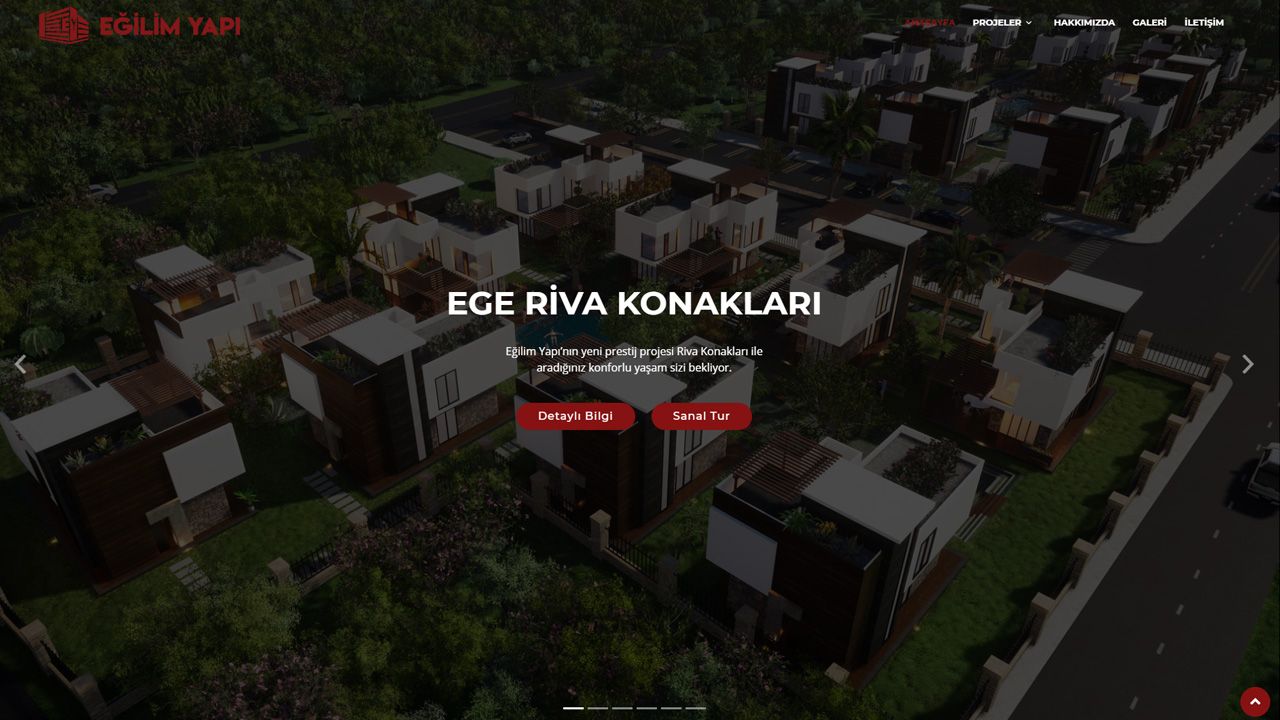 EĞİLİM YAPI
ANASAYFA
PROJELER
HAKKIMIZDA
GALERİ
İLETİŞİM
EGE RİVA KONAKLARI
Eğilim Yapı'nın yeni prestij projesi Riva Konakları ile
aradığınız konforlu yaşam sizi bekliyor.
Detaylı Bilgi
Sanal Tur